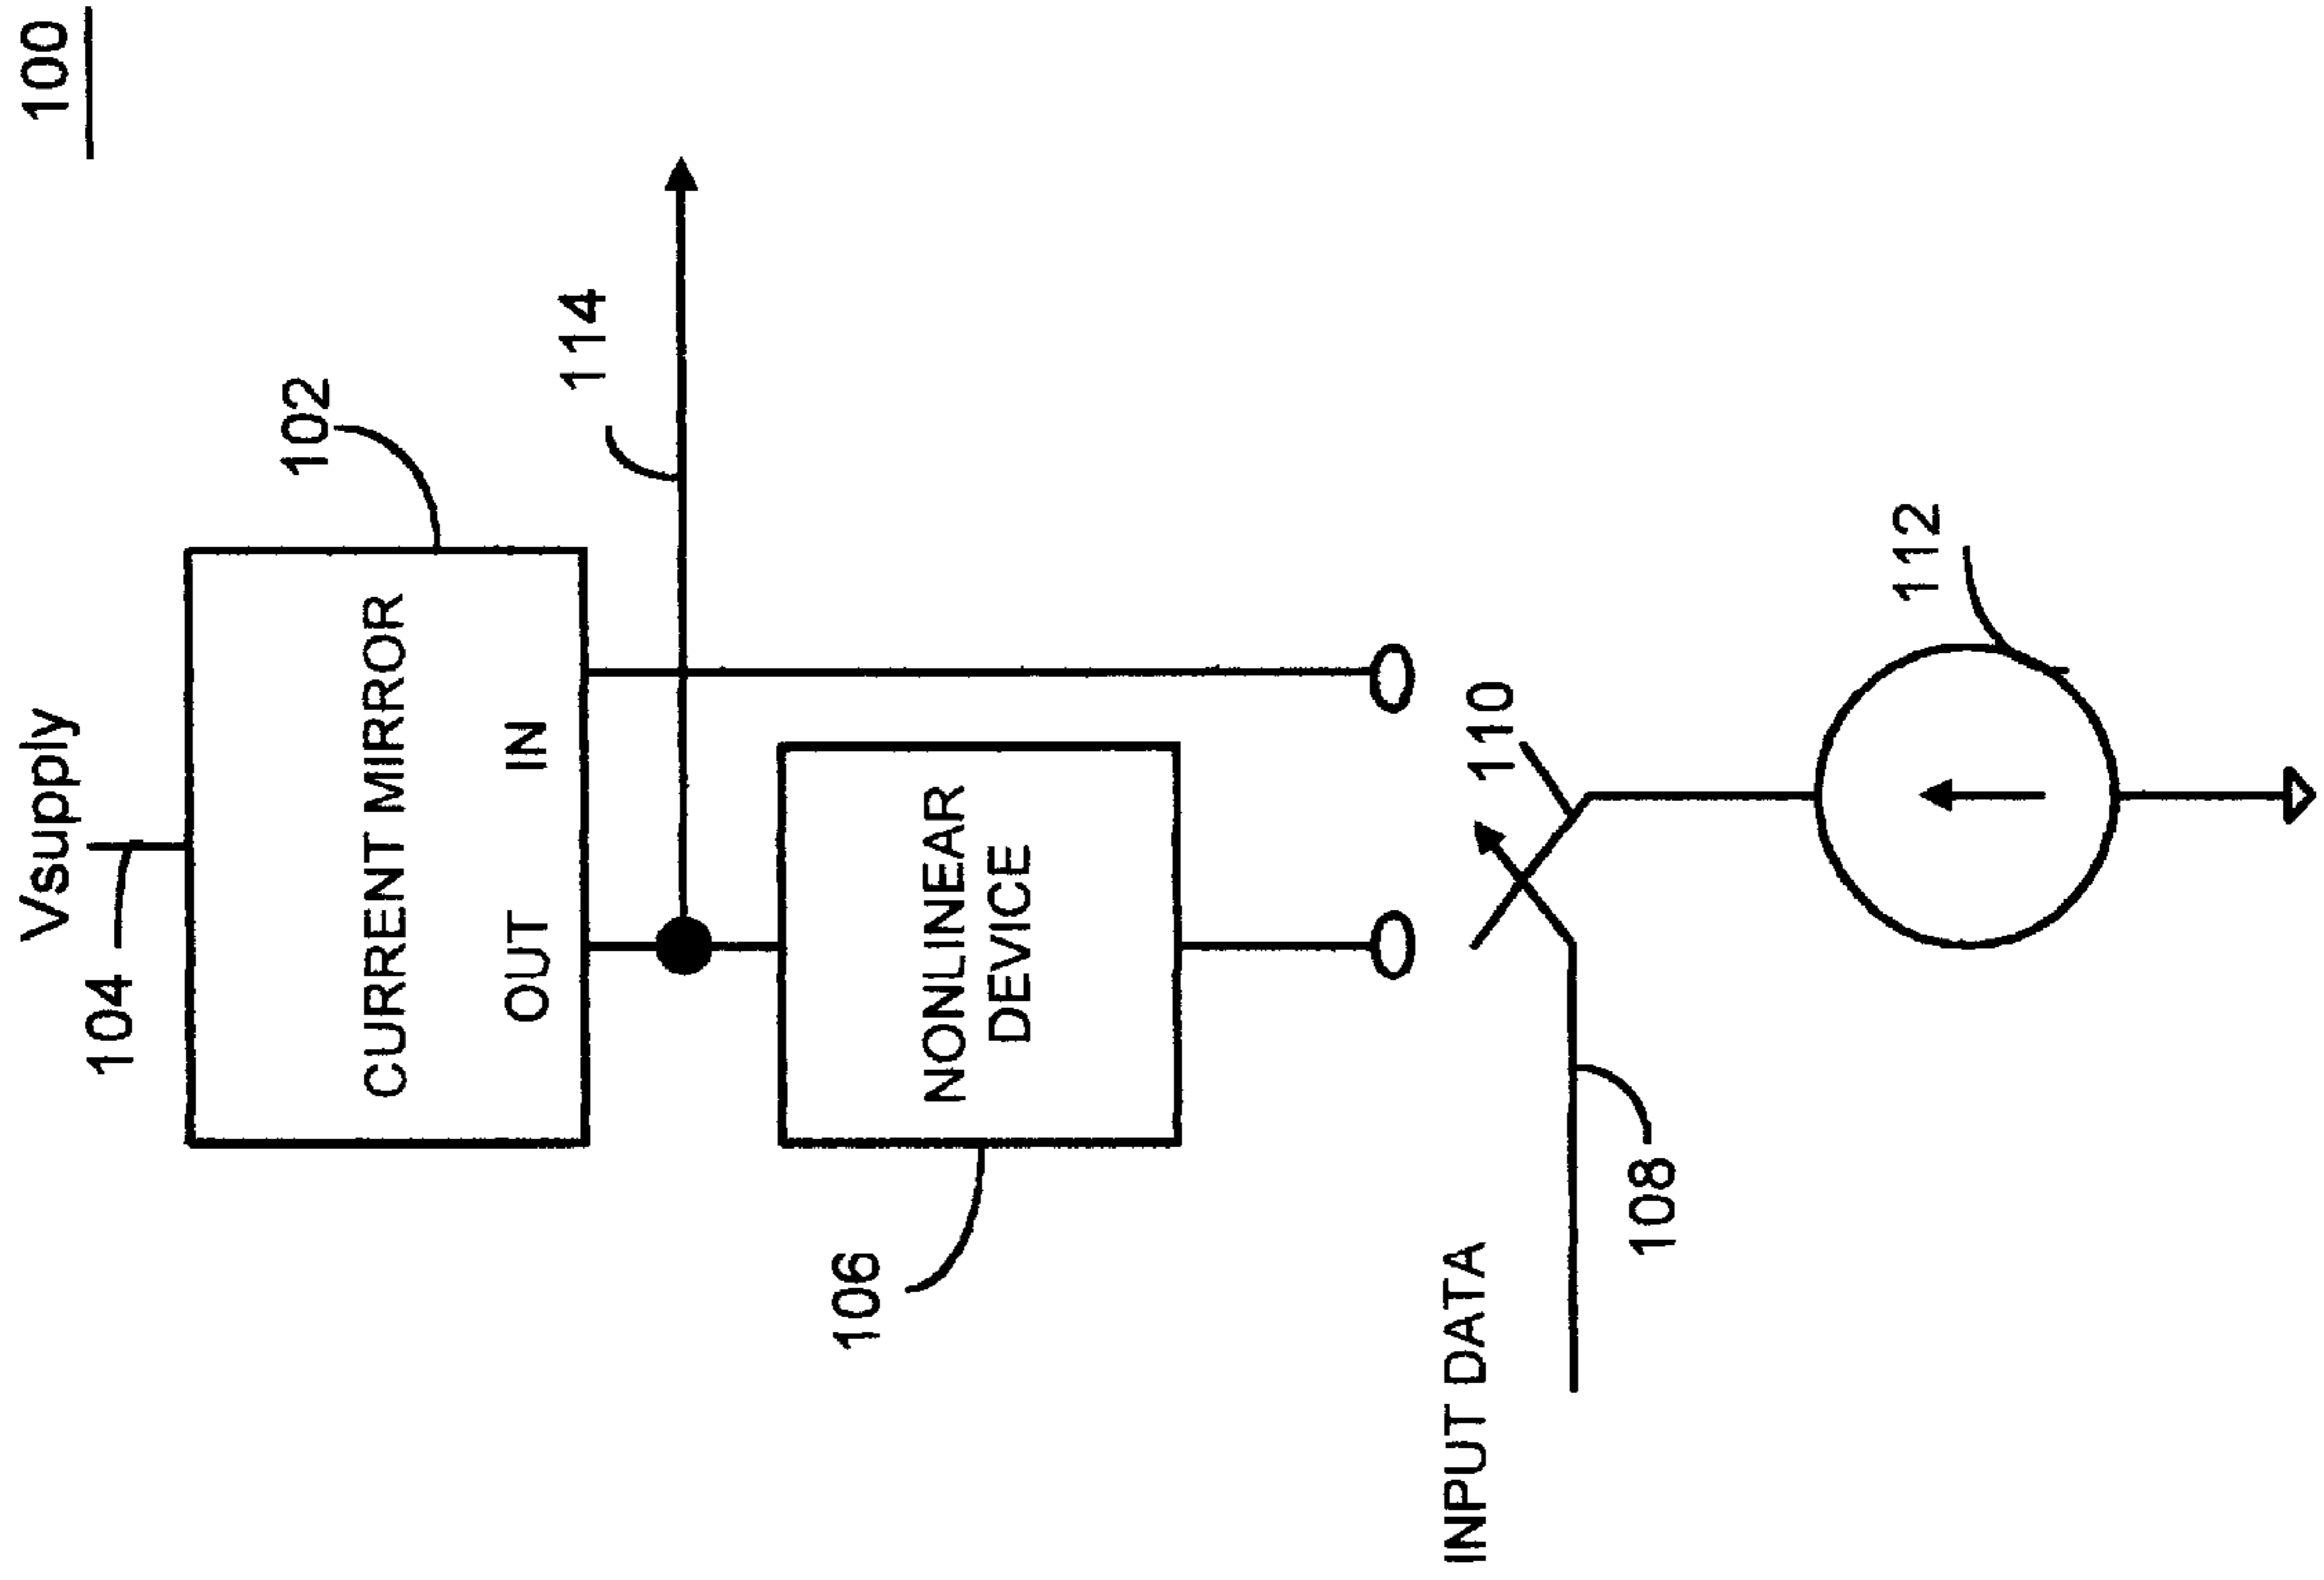 100
Vsupply
104
102
CURRENT MIRROR
OUT
IN
114
106
NONLINEAR
DEVICE
INPUT DATA
108
110
112